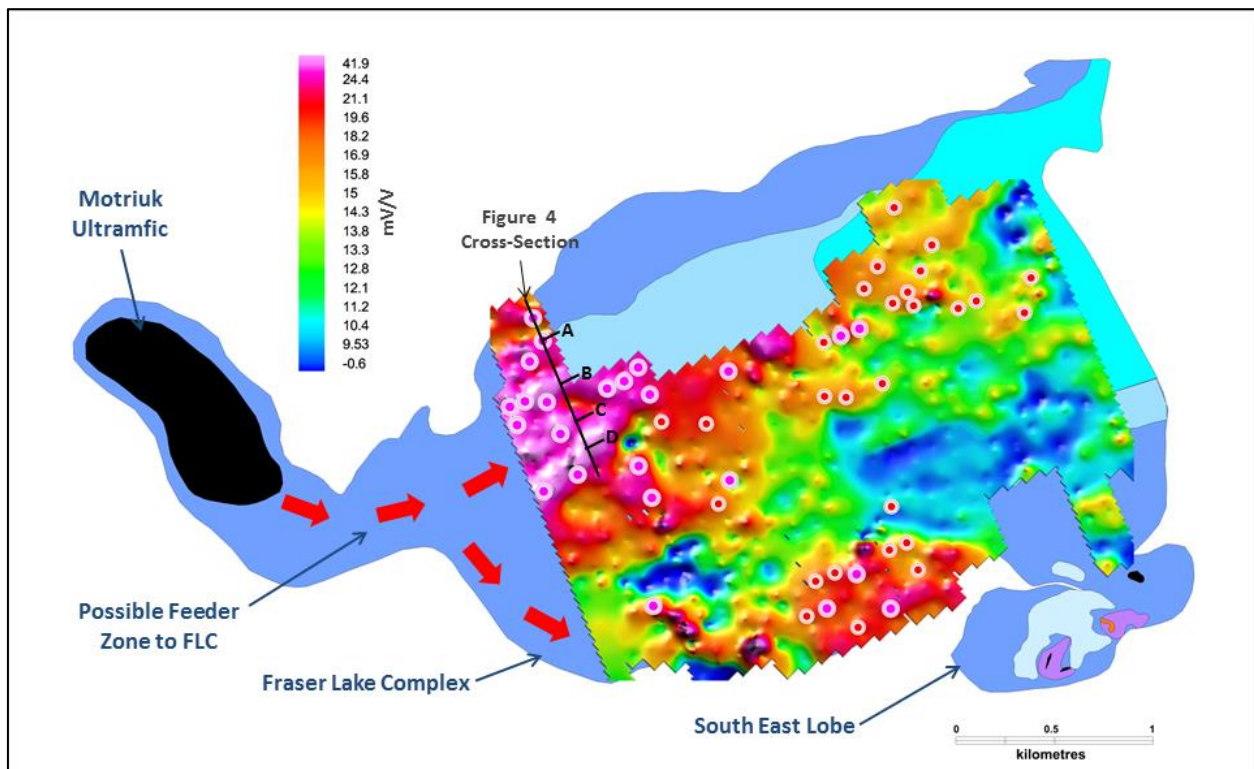 41.9
24.4
21.1
19.6
18.2
16.9
15.8
15
14.3
13.8
13.3
12.8
12.1
11.2
10.4
9.53
-0.6
mV/V
Motriuk
Ultramfic
Figure 4
Cross-Section
A
B
C
D
Possible Feeder
Zone to FLC
Fraser Lake Complex
South East Lobe
0
0.5
1
kilometres